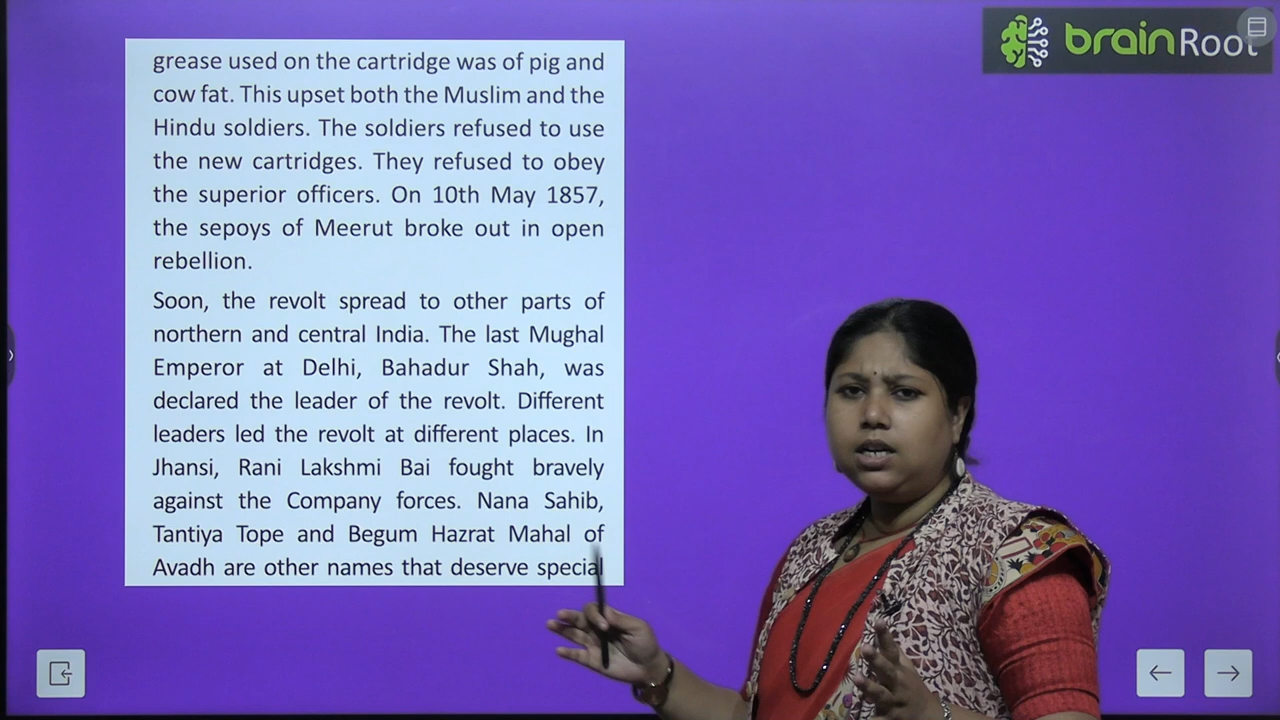 brainRoot
grease used on the cartridge was of pig and
cow fat. This upset both the Muslim and the
Hindu soldiers. The soldiers refused to use
the new cartridges. They refused to obey
the superior officers. On 10th May 1857,
the sepoys of Meerut broke out in open
rebellion.
Soon, the revolt spread to other parts of
northern and central India. The last Mughal
Emperor at Delhi, Bahadur Shah, was
declared the leader of the revolt. Different
leaders led the revolt at different places. In
Jhansi, Rani Lakshmi Bai fought bravely
against the Company forces. Nana Sahib,
Tantiya Tope and Begum Hazrat Mahal of
Avadh are other names that deserve special